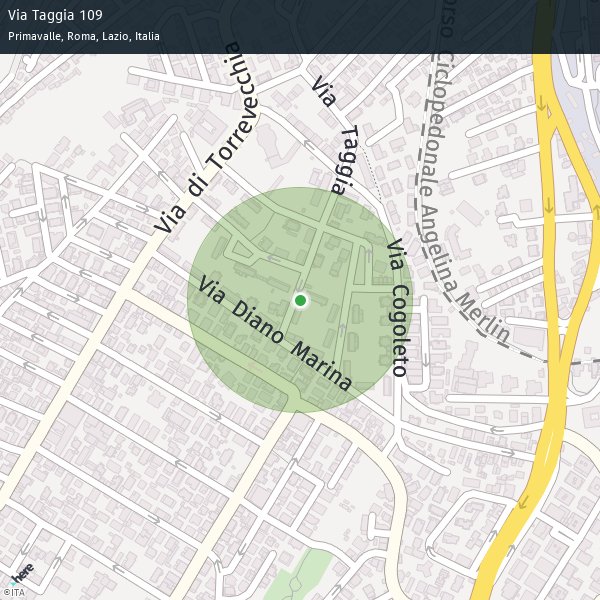 Via Taggia 109
Primavalle, Roma, Lazio, Italia
Via di Torrevecchia
Via Taggia
orso Ciclopedonale Angelina Merlin
Via Cogoleto
Via Diano Marina
here
©ITA